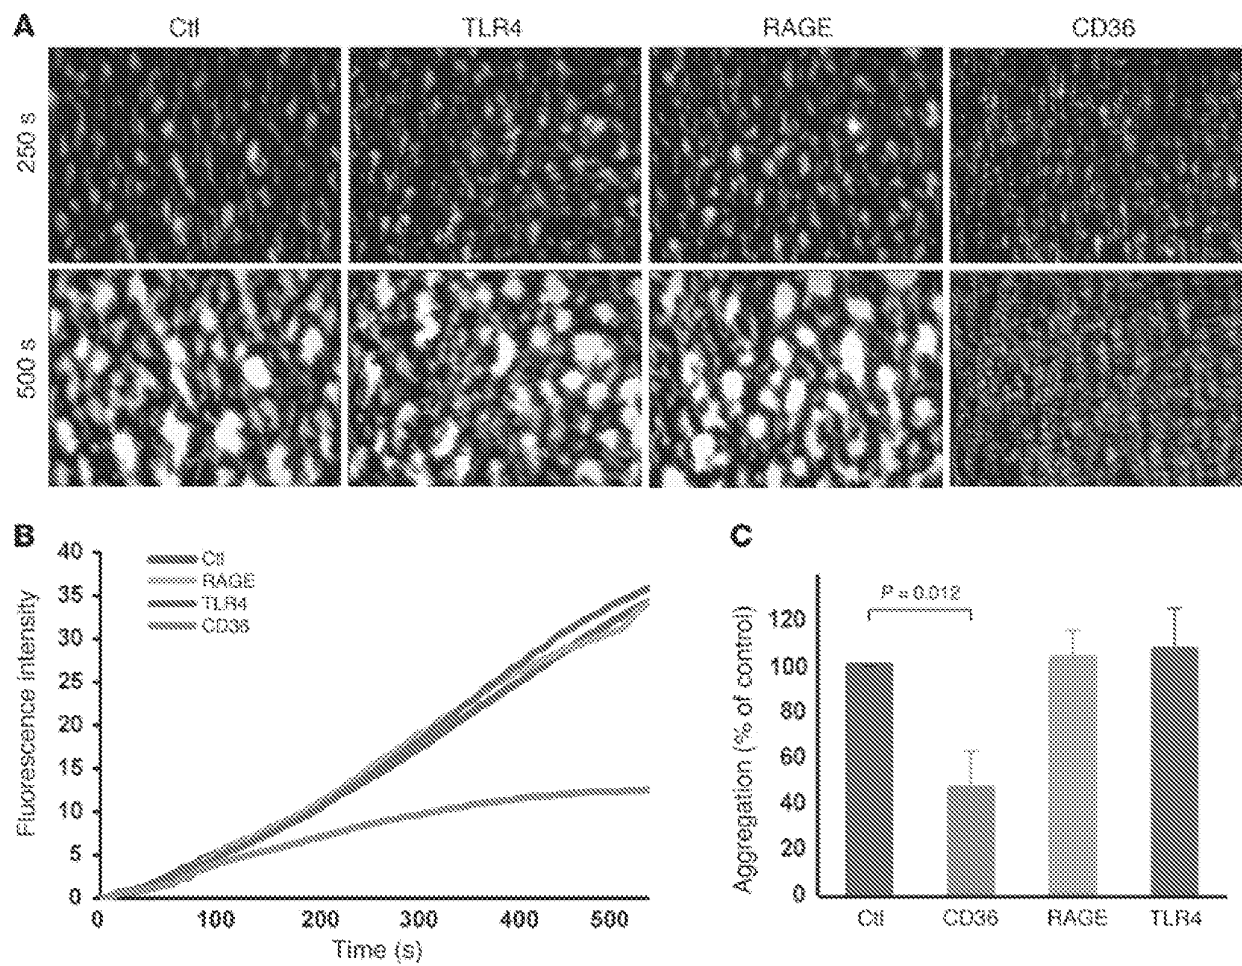 A
Ctl TLR4 RAGE CD36
250 s
500 s
B
Fluorescence intensity
40
35
30
25
20
15
10
5
0
Ctl
RAGE
TLR4
CD36
0 100 200 300 400 500
Time (s)
C
Aggregation (% of control)
120
100
80
60
40
20
0
P = 0.012
Ctl CD36 RAGE TLR4